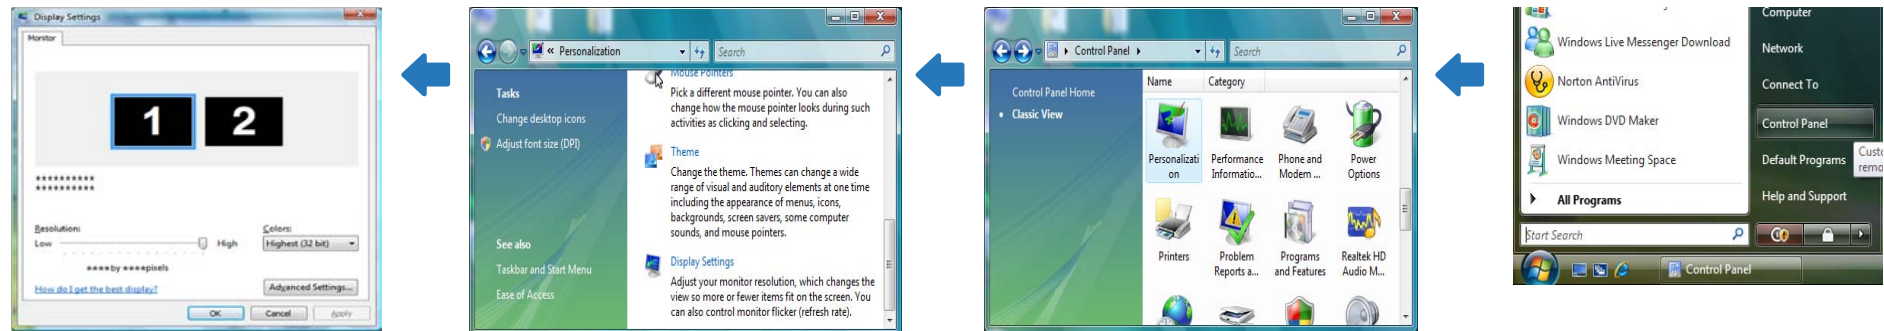 Display Settings
Monitor
1
2
**********
**********
Resolution:
Low
High
Colors:
Highest (32 bit)
****by ****pixels
How do I get the best display?
Advanced Settings...
OK
Cancel
Apply
« Personalization
Search
Tasks
Change desktop icons
Adjust font size (DPI)
See also
Taskbar and Start Menu
Ease of Access
Mouse Pointers
Pick a different mouse pointer. You can also
change how the mouse pointer looks during such
activities as clicking and selecting.
Theme
Change the theme. Themes can change a wide
range of visual and auditory elements at one time
including the appearance of menus, icons,
backgrounds, screen savers, some computer
sounds, and mouse pointers.
Display Settings
Adjust your monitor resolution, which changes the
view so more or fewer items fit on the screen. You
can also control monitor flicker (refresh rate).
Control Panel
Search
Control Panel Home
Classic View
Name
Category
Personalizati
on
Performance
Informatio...
Phone and
Modem ...
Power
Options
Printers
Problem
Reports a...
Programs
and Features
Realtek HD
Audio M...
Windows Live Messenger Download
Norton AntiVirus
Windows DVD Maker
Windows Meeting Space
All Programs
Start Search
Computer
Network
Connect To
Control Panel
Default Programs
Help and Support
Custo
remo
Control Panel